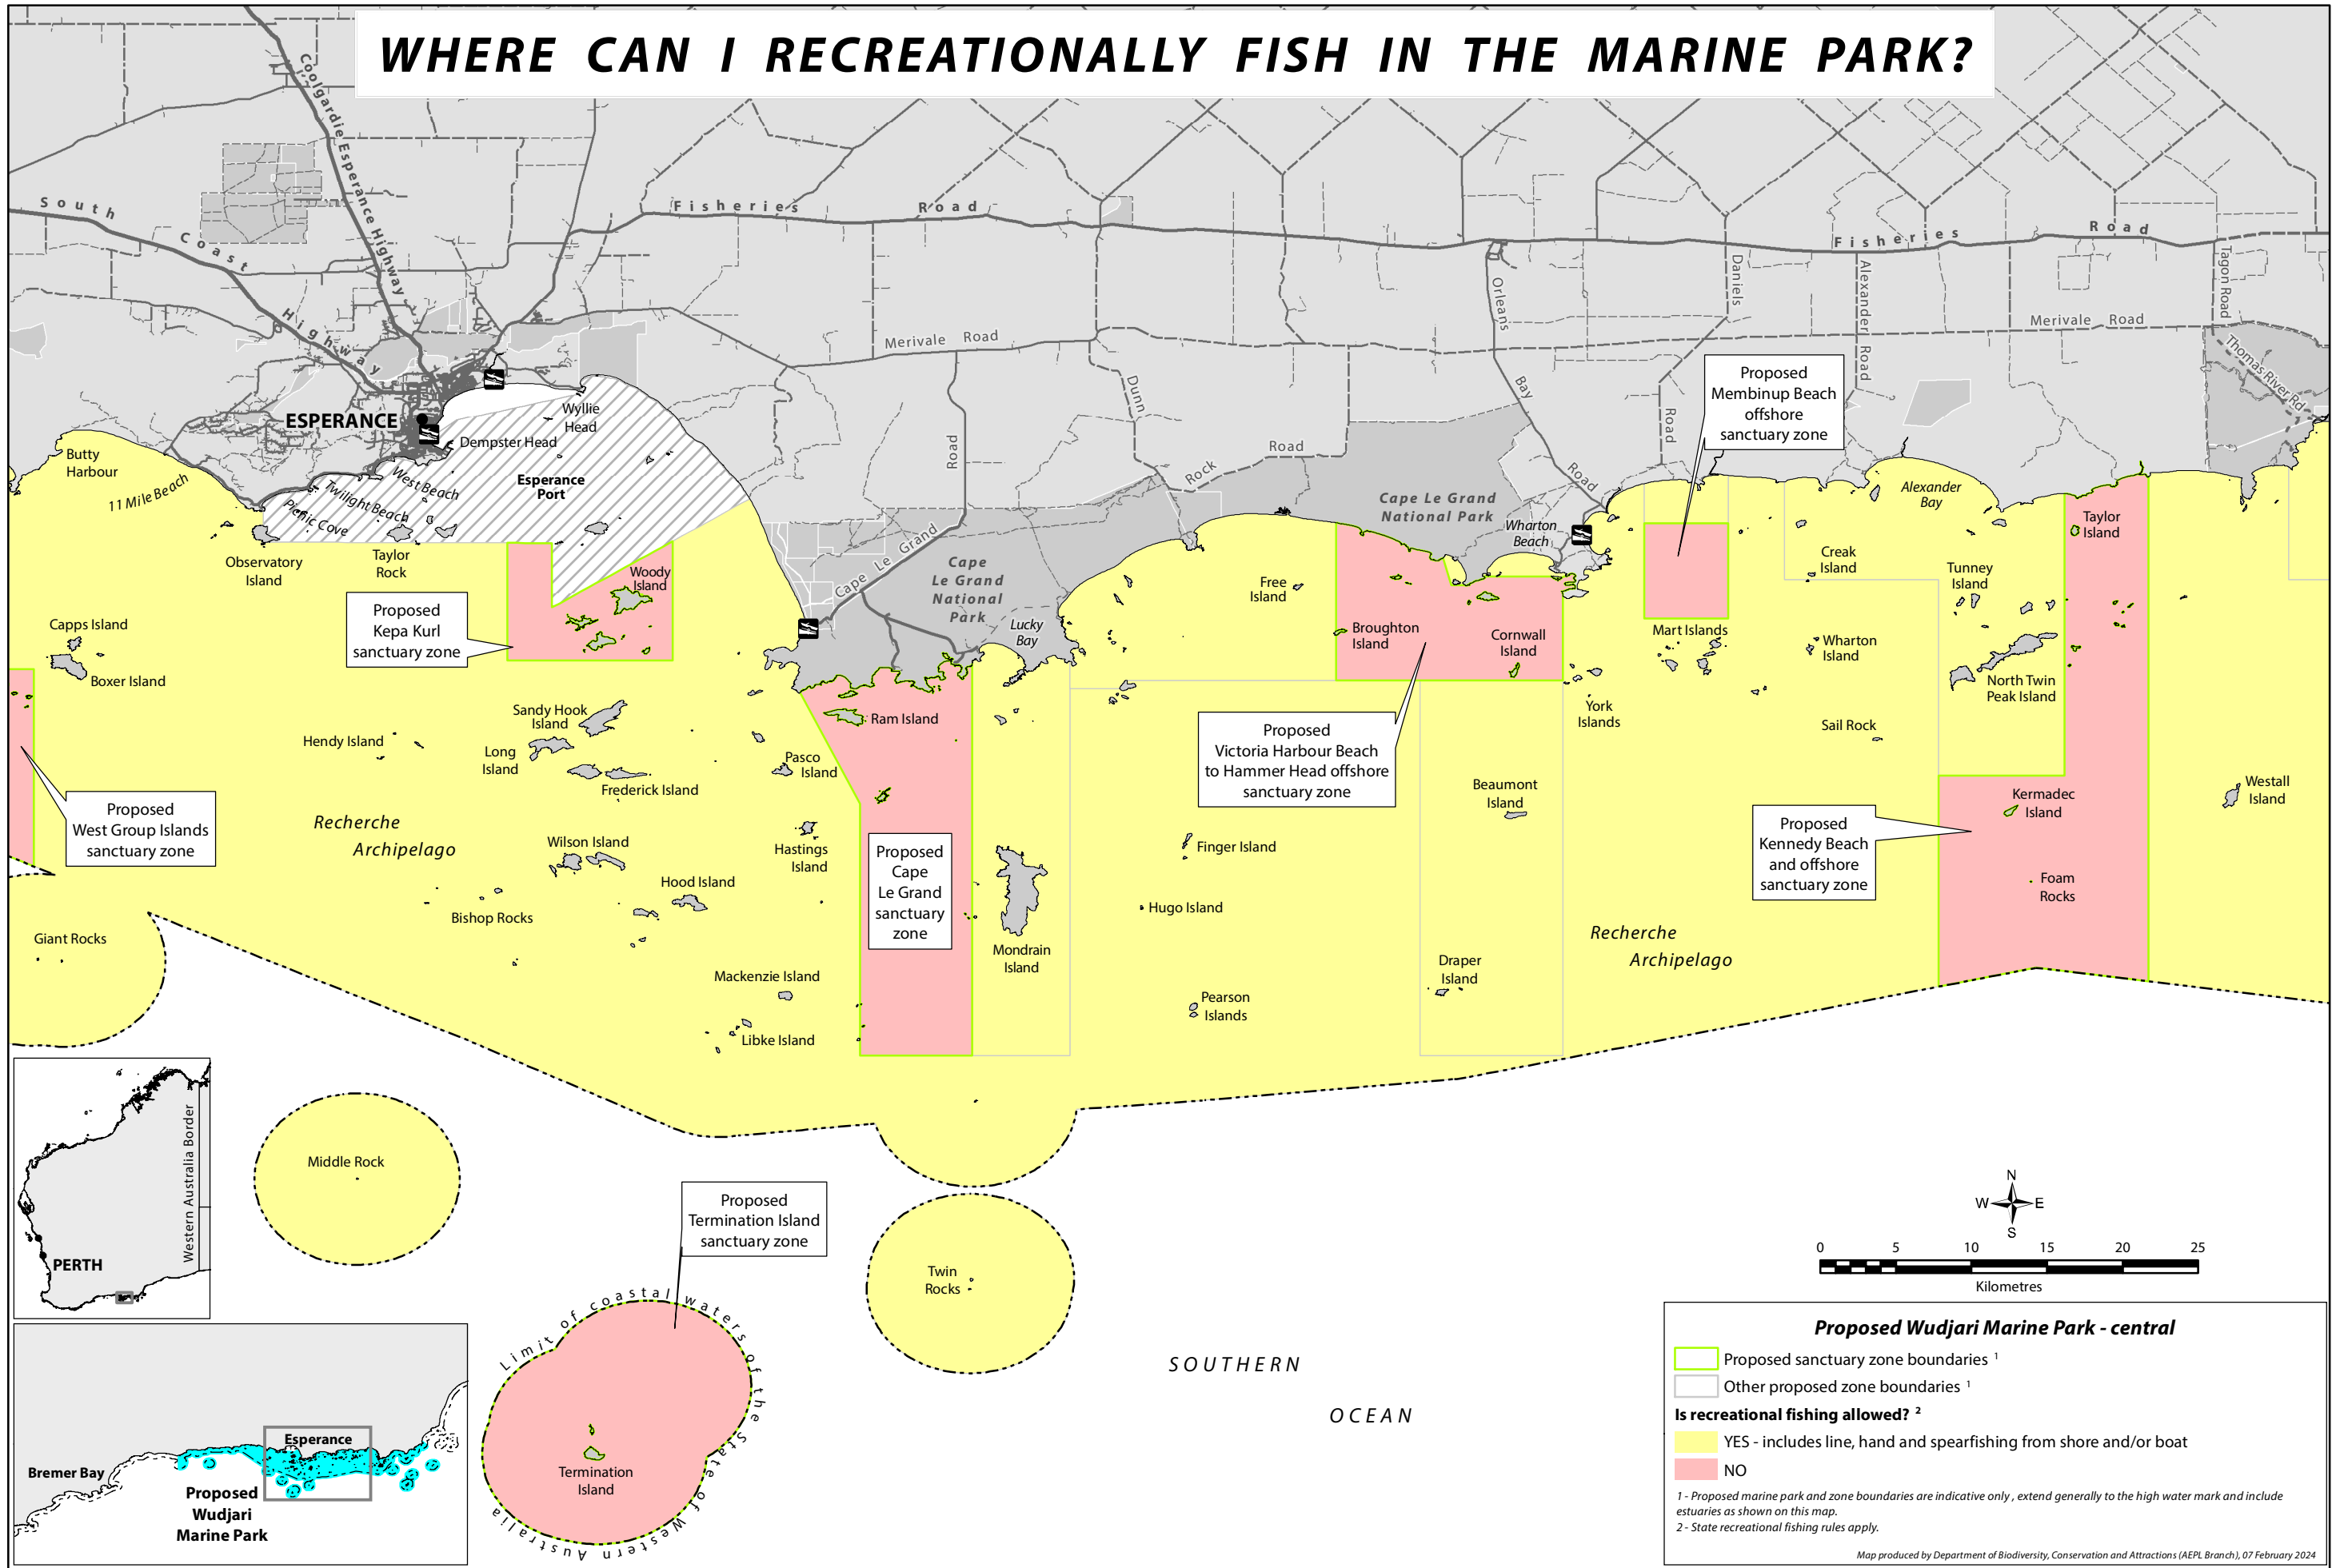 WHERE CAN I RECREATIONALLY FISH IN THE MARINE PARK?
Coolgardie Esperance Highway
South Coast Highway
Fisheries Road
Fisheries Road
Merivale Road
Merivale Road
Dunn
Rock
Road
Cape Le Grand
Road
Orleans
Bay
Road
Daniels
Road
Alexander Road
Tagon Road
Thomas River Rd
ESPERANCE
Wyllie
Head
Dempster Head
Esperance
Port
West Beach
Twilight Beach
Picnic Cove
11 Mile Beach
Butty
Harbour
Observatory
Island
Taylor
Rock
Woody
Island
Proposed
Kepa Kurl
sanctuary zone
Capps Island
Boxer Island
Proposed
West Group Islands
sanctuary zone
Hendy Island
Sandy Hook
Island
Long
Island
Frederick Island
Recherche
Archipelago
Wilson Island
Hood Island
Bishop Rocks
Giant Rocks
Mackenzie Island
Libke Island
Pasco
Island
Hastings
Island
Ram Island
Proposed
Cape
Le Grand
sanctuary
zone
Cape
Le Grand
National
Park
Lucky
Bay
Mondrain
Island
Finger Island
Hugo Island
Pearson
Islands
Free
Island
Cape Le Grand
National Park
Wharton
Beach
Broughton
Island
Cornwall
Island
Proposed
Victoria Harbour Beach
to Hammer Head offshore
sanctuary zone
Beaumont
Island
Draper
Island
York
Islands
Proposed
Membinup Beach
offshore
sanctuary zone
Mart Islands
Creak
Island
Wharton
Island
Sail Rock
Alexander
Bay
Tunney
Island
Taylor
Island
North Twin
Peak Island
Kermadec
Island
Foam
Rocks
Westall
Island
Proposed
Kennedy Beach
and offshore
sanctuary zone
Recherche
Archipelago
Middle Rock
Proposed
Termination Island
sanctuary zone
Twin
Rocks
Termination
Island
Limit of coastal waters of the State of Western Australia
SOUTHERN
OCEAN
Western Australia Border
PERTH
Esperance
Bremer Bay
Proposed
Wudjari
Marine Park
N
W E
S
0 5 10 15 20 25
Kilometres
Proposed Wudjari Marine Park - central
Proposed sanctuary zone boundaries 1
Other proposed zone boundaries 1
Is recreational fishing allowed? 2
YES - includes line, hand and spearfishing from shore and/or boat
NO
1 - Proposed marine park and zone boundaries are indicative only , extend generally to the high water mark and include
estuaries as shown on this map.
2 - State recreational fishing rules apply.
Map produced by Department of Biodiversity, Conservation and Attractions (AEPL Branch), 07 February 2024